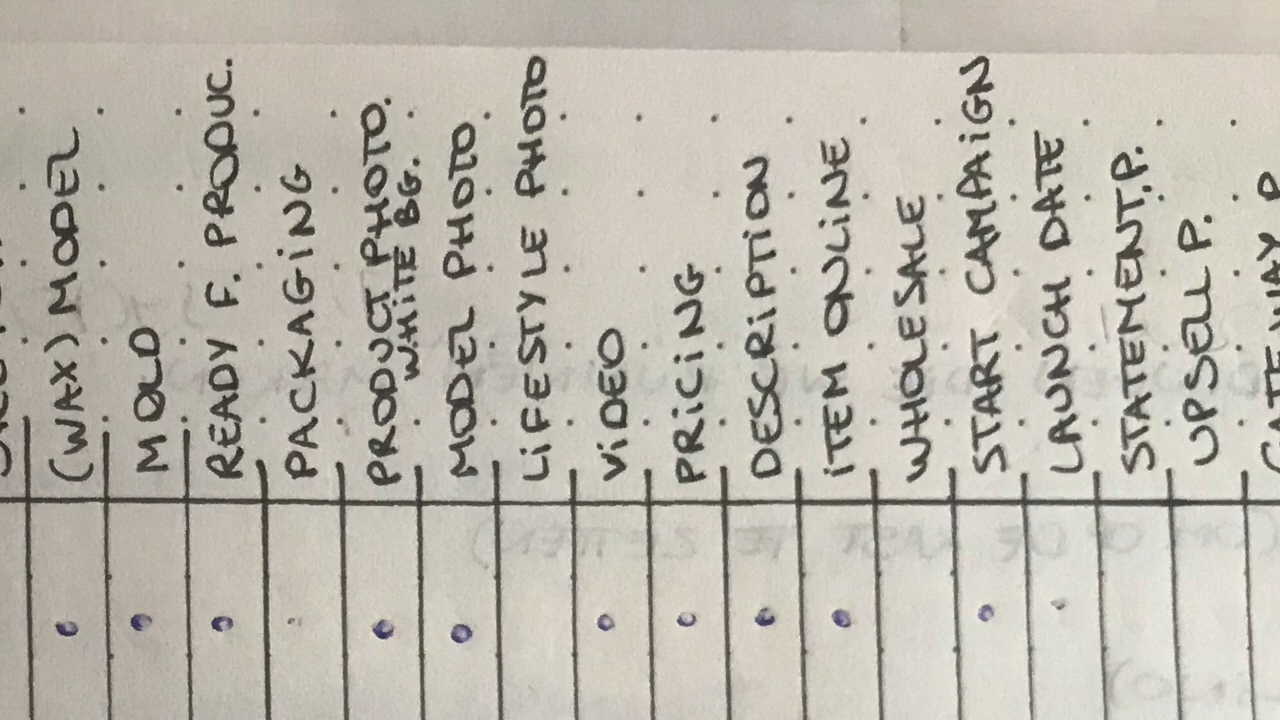 (WAX) MODEL
MOLD
READY F. PRODUC.
PACKAGING
PRODUCT PHOTO.
WHITE BG.
MODEL PHOTO
LiFESTYLE PHOTO
ViDEO
PRiCiNG
DESCRiPTiON
iTEM ONLiNE
WHOLESALE
START CAMPAiGN
LAUNCH DATE
STATEMENT.P.
UPSELL P.